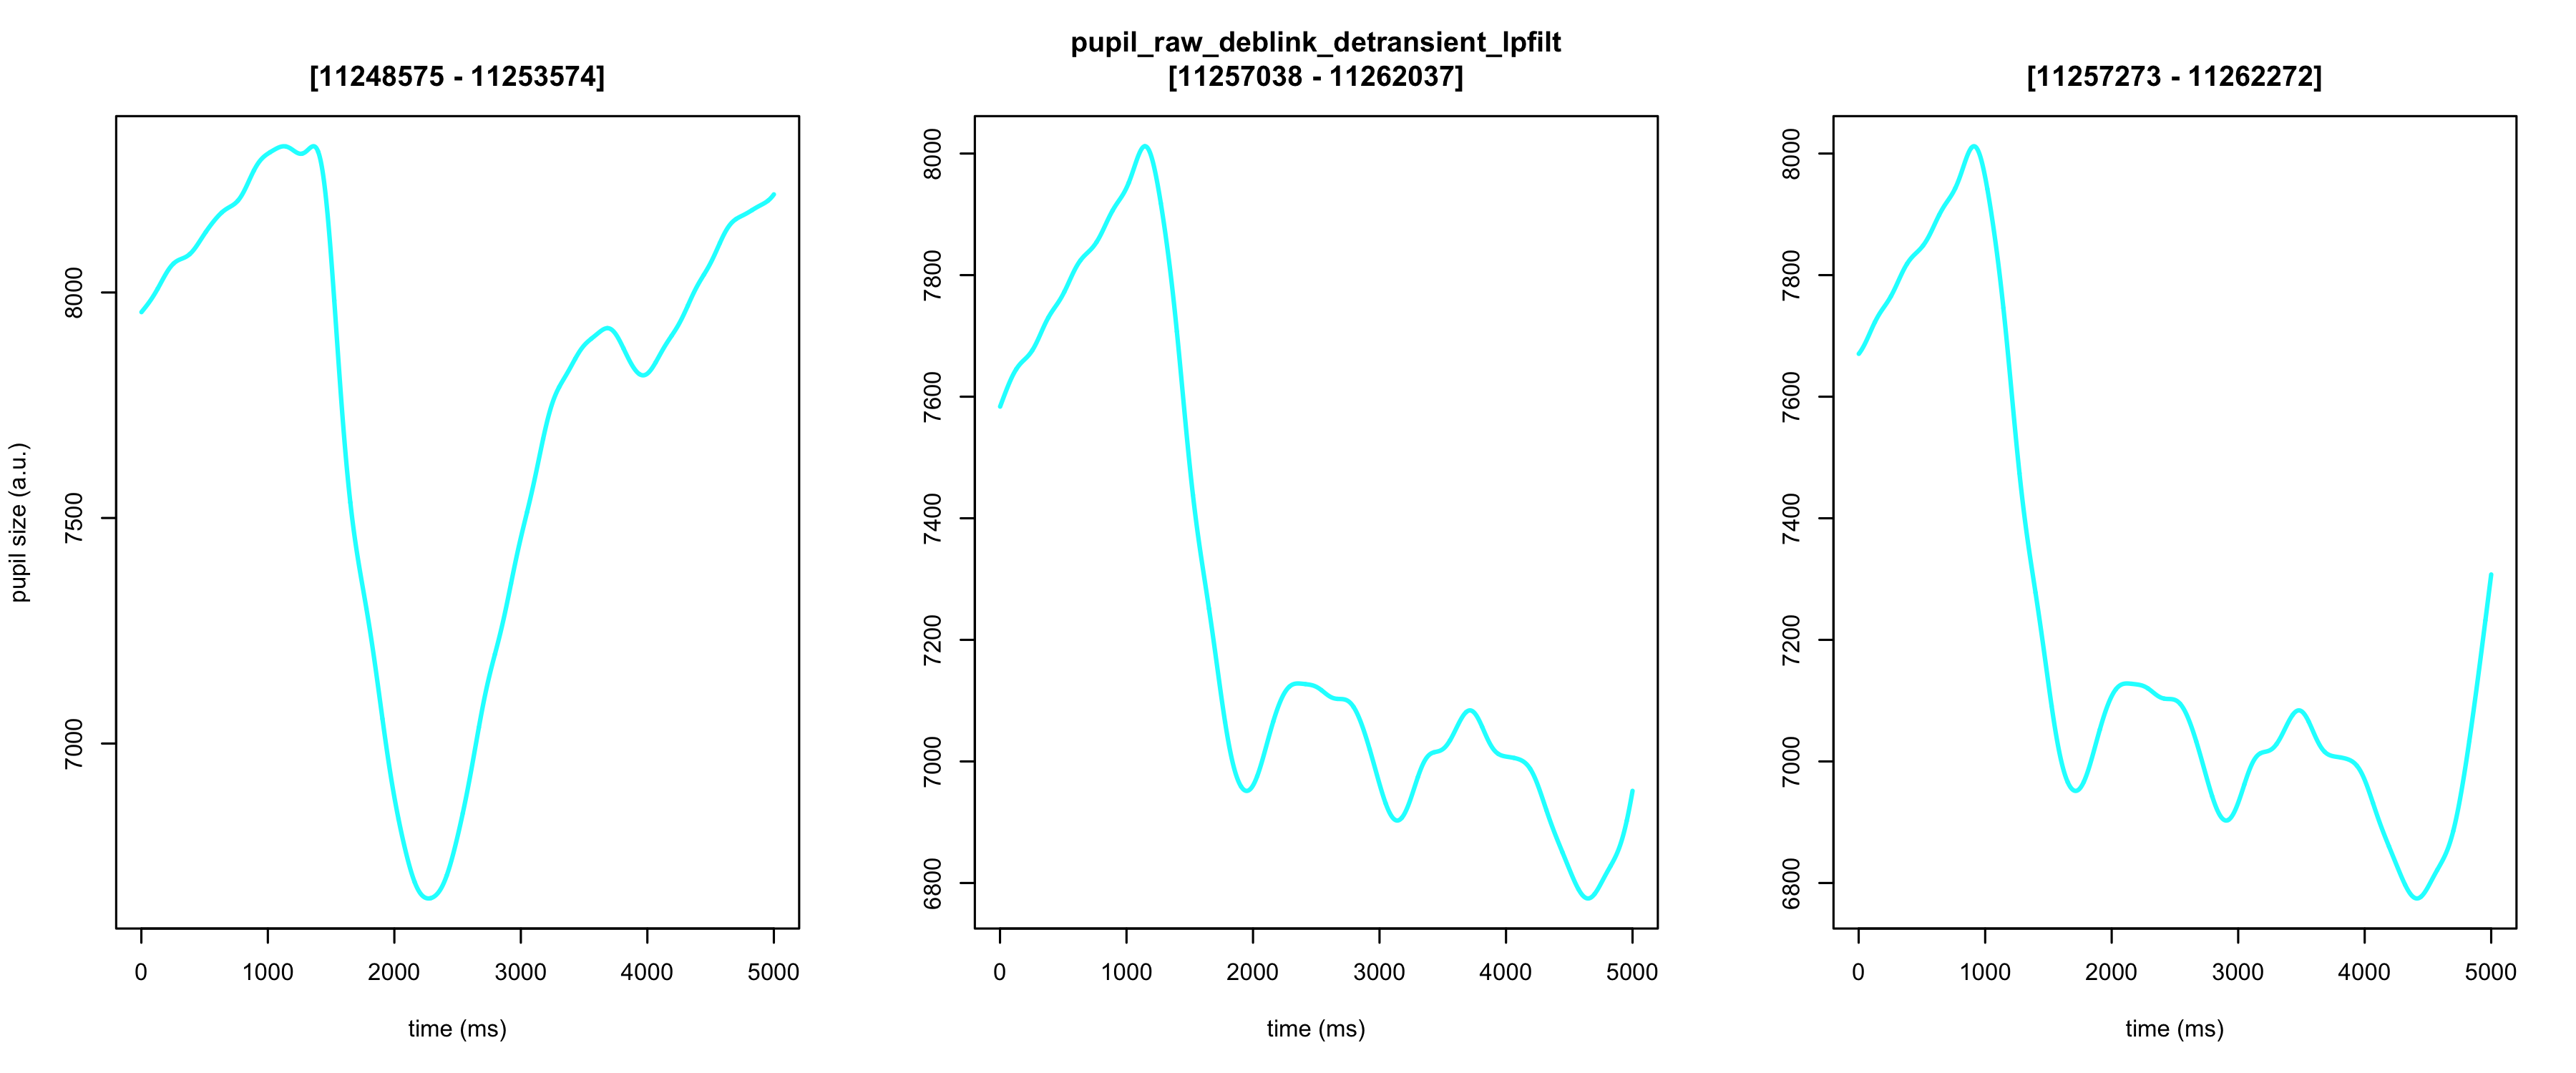 pupil_raw_deblink_detransient_lpfilt
[11248575 - 11253574]
[11257038 - 11262037]
[11257273 - 11262272]
pupil size (a.u.)
8000
7500
7000
0 1000 2000 3000 4000 5000
time (ms)
8000
7800
7600
7400
7200
7000
6800
0 1000 2000 3000 4000 5000
time (ms)
8000
7800
7600
7400
7200
7000
6800
0 1000 2000 3000 4000 5000
time (ms)